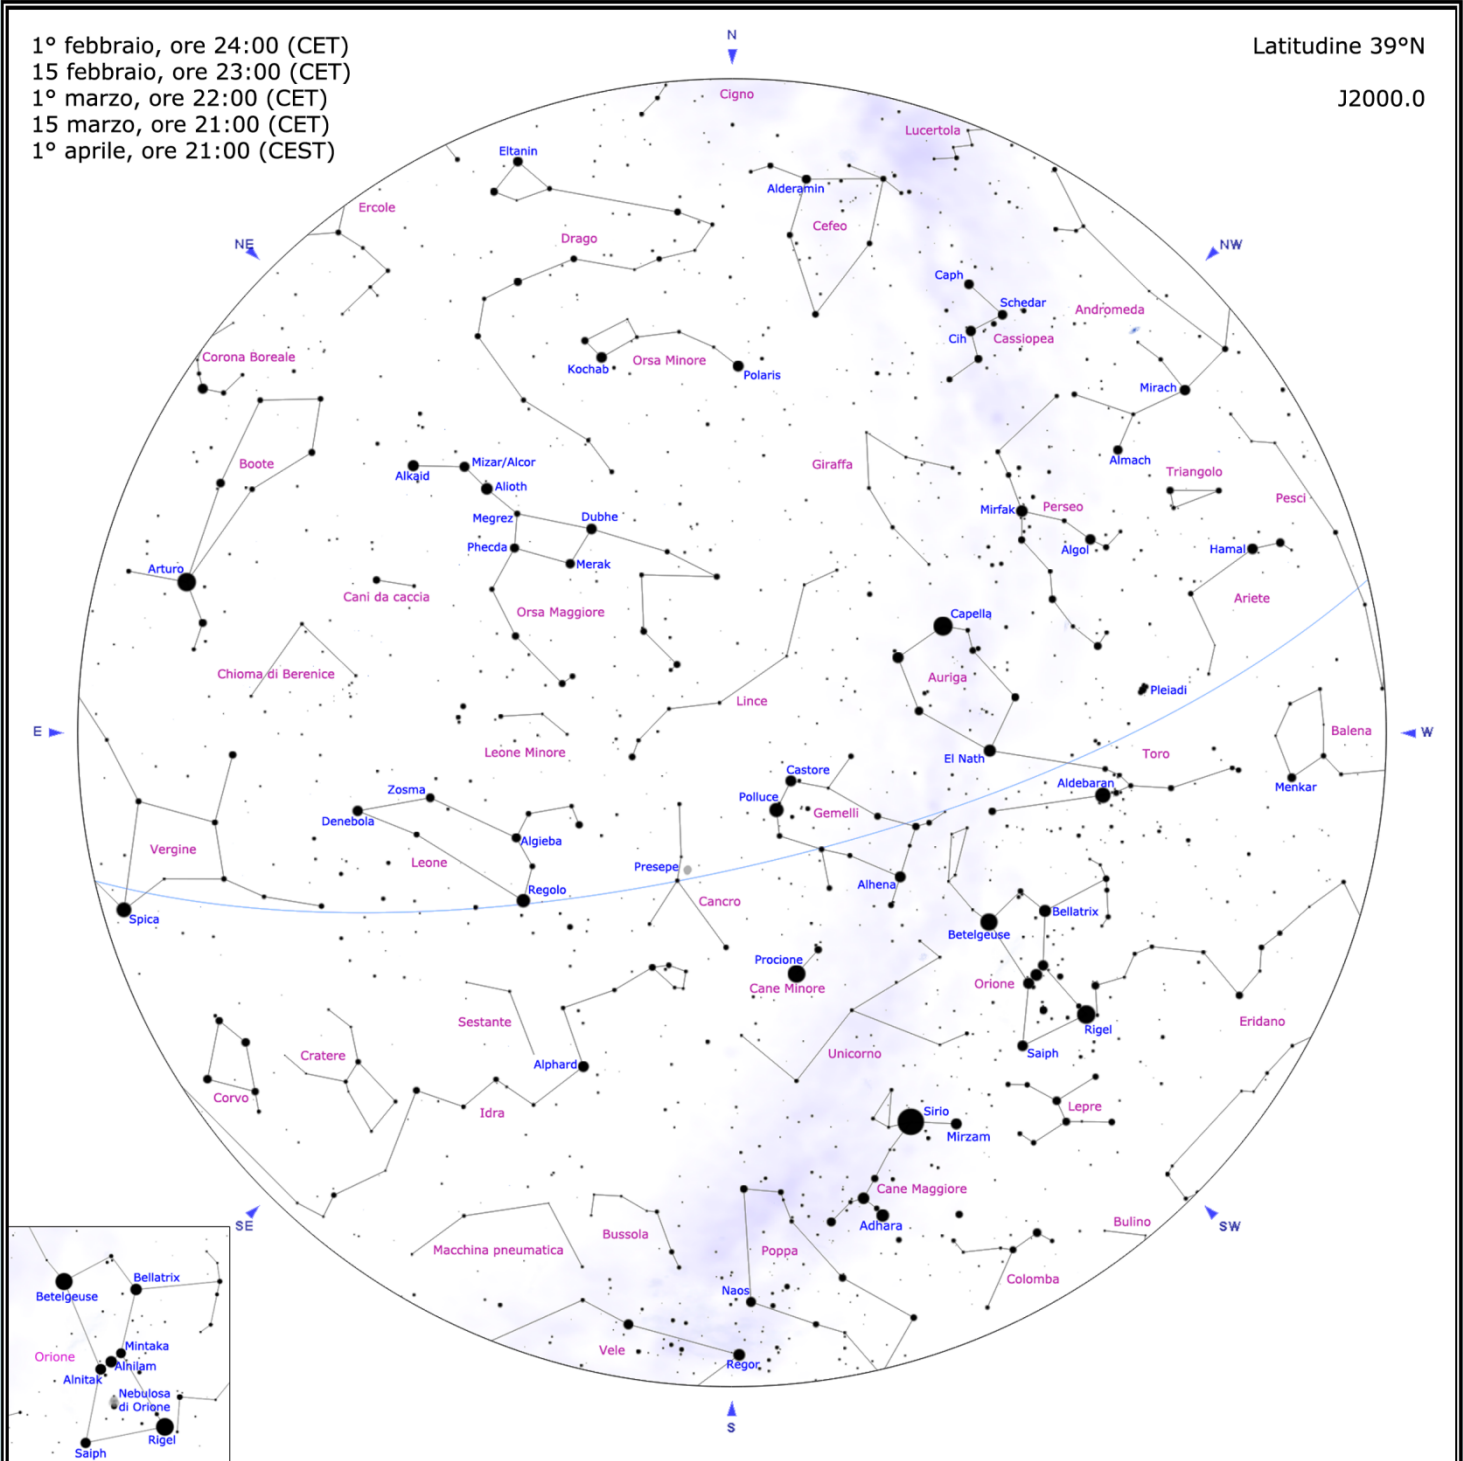 1° febbraio, ore 24:00 (CET)
15 febbraio, ore 23:00 (CET)
1° marzo, ore 22:00 (CET)
15 marzo, ore 21:00 (CET)
1° aprile, ore 21:00 (CEST)
Latitudine 39°N
J2000.0
N
Cigno
Lucertola
Eltanin
Alderamin
Ercole
Cefeo
Drago
NE
NW
Caph
Schedar
Andromeda
Cih
Cassiopea
Corona Boreale
Kochab
Orsa Minore
Polaris
Mirach
Boote
Mizar/Alcor
Alkaid
Alioth
Giraffa
Almach
Triangolo
Pesci
Megrez
Dubhe
Mirfak
Perseo
Phecda
Merak
Algol
Hamal
Arturo
Cani da caccia
Orsa Maggiore
Ariete
Capella
Chioma di Berenice
Auriga
Pleiadi
Lince
E
W
Leone Minore
El Nath
Toro
Balena
Castore
Aldebaran
Menkar
Zosma
Polluce
Denebola
Gemelli
Algieba
Vergine
Leone
Presepe
Alhena
Regolo
Cancro
Spica
Bellatrix
Betelgeuse
Procione
Cane Minore
Orione
Sestante
Rigel
Eridano
Cratere
Alphard
Unicorno
Saiph
Corvo
Idra
Lepre
Sirio
Mirzam
Cane Maggiore
SE
Adhara
Bulino
SW
Bussola
Macchina pneumatica
Poppa
Colomba
Naos
Vele
Regor
S
Bellatrix
Betelgeuse
Mintaka
Orione
Alnilam
Alnitak
Nebulosa
di Orione
Rigel
Saiph